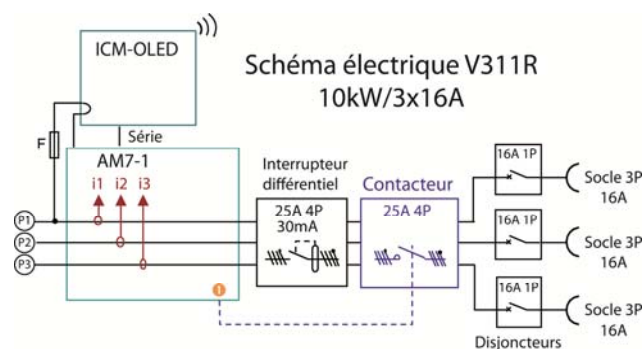 ICM-OLED
Schéma électrique V311R
10kW/3x16A
F
Série
AM7-1
i1 i2 i3
Interrupteur
différentiel
Contacteur
P1
P2
P3
25A 4P
30mA
25A 4P
16A 1P
Socle 3P
16A
16A 1P
Socle 3P
16A
16A 1P
Socle 3P
16A
1
Disjoncteurs